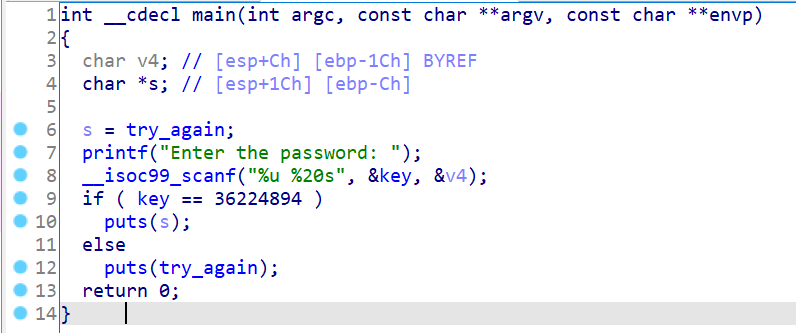 1 int __cdecl main(int argc, const char **argv, const char **envp)
2 {
3   char v4; // [esp+Ch] [ebp-1Ch] BYREF
4   char *s; // [esp+1Ch] [ebp-Ch]
5
6   s = try_again;
7   printf("Enter the password: ");
8   __isoc99_scanf("%u %20s", &key, &v4);
9   if ( key == 36224894 )
10     puts(s);
11   else
12     puts(try_again);
13   return 0;
14 }